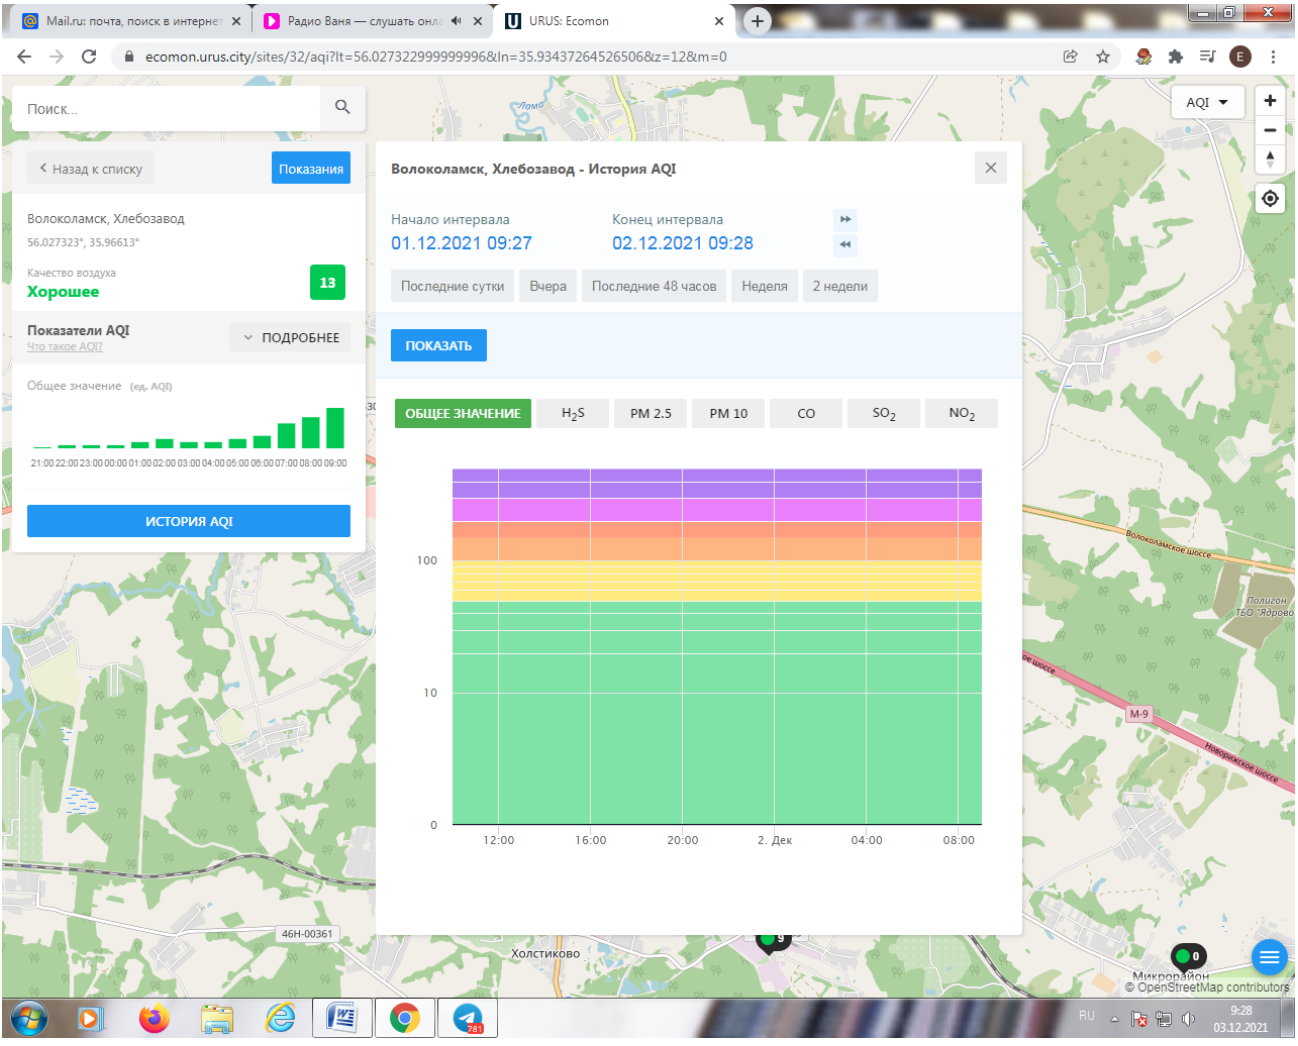 Mail.ru: почта, поиск в интернет
Радио Ваня — слушать онла
URUS: Ecomon
ecomon.urus.city/sites/32/aqi?lt=56.027322999999996&ln=35.93437264526506&z=12&m=0
E
Поиск...
AQI
Лама
Назад к списку
Показания
Волоколамск, Хлебозавод
56.027323°, 35.96613°
Качество воздуха
Хорошее
13
Показатели AQI
Что такое AQI?
ПОДРОБНЕЕ
Общее значение (ед. AQI)
21:00 22:00 23:00 00:00 01:00 02:00 03:00 04:00 05:00 06:00 07:00 08:00 09:00
ИСТОРИЯ AQI
Волоколамск, Хлебозавод - История AQI
Начало интервала
Конец интервала
01.12.2021 09:27
02.12.2021 09:28
Последние сутки
Вчера
Последние 48 часов
Неделя
2 недели
ПОКАЗАТЬ
ОБЩЕЕ ЗНАЧЕНИЕ
H₂S
PM 2.5
PM 10
CO
SO₂
NO₂
100
10
0
12:00
16:00
20:00
2. Дек
04:00
08:00
Волоколамское шоссе
Полигон
ТБО "Ядрово
ое шоссе
М-9
Новорижское шоссе
46Н-00361
Холстиково
9
0
Микрорайон
© OpenStreetMap contributors
781
RU
9:28
03.12.2021